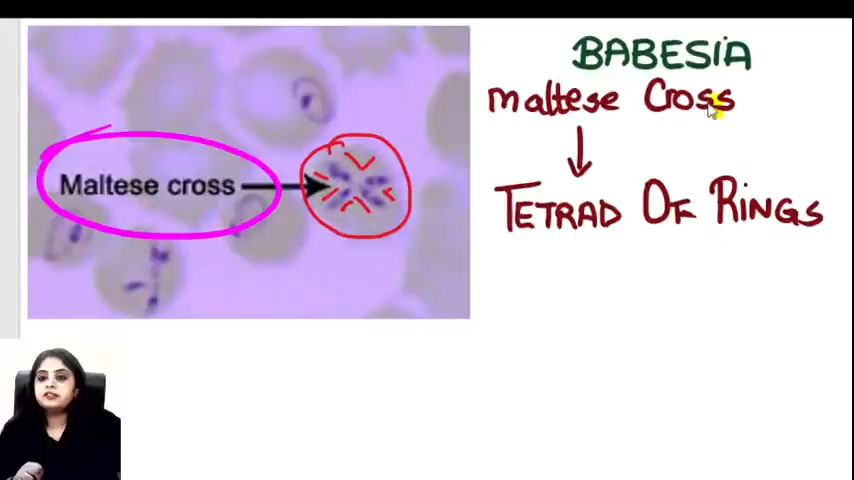 BABESIA
Maltese Cross
Maltese cross
TETRAD OF RINGS